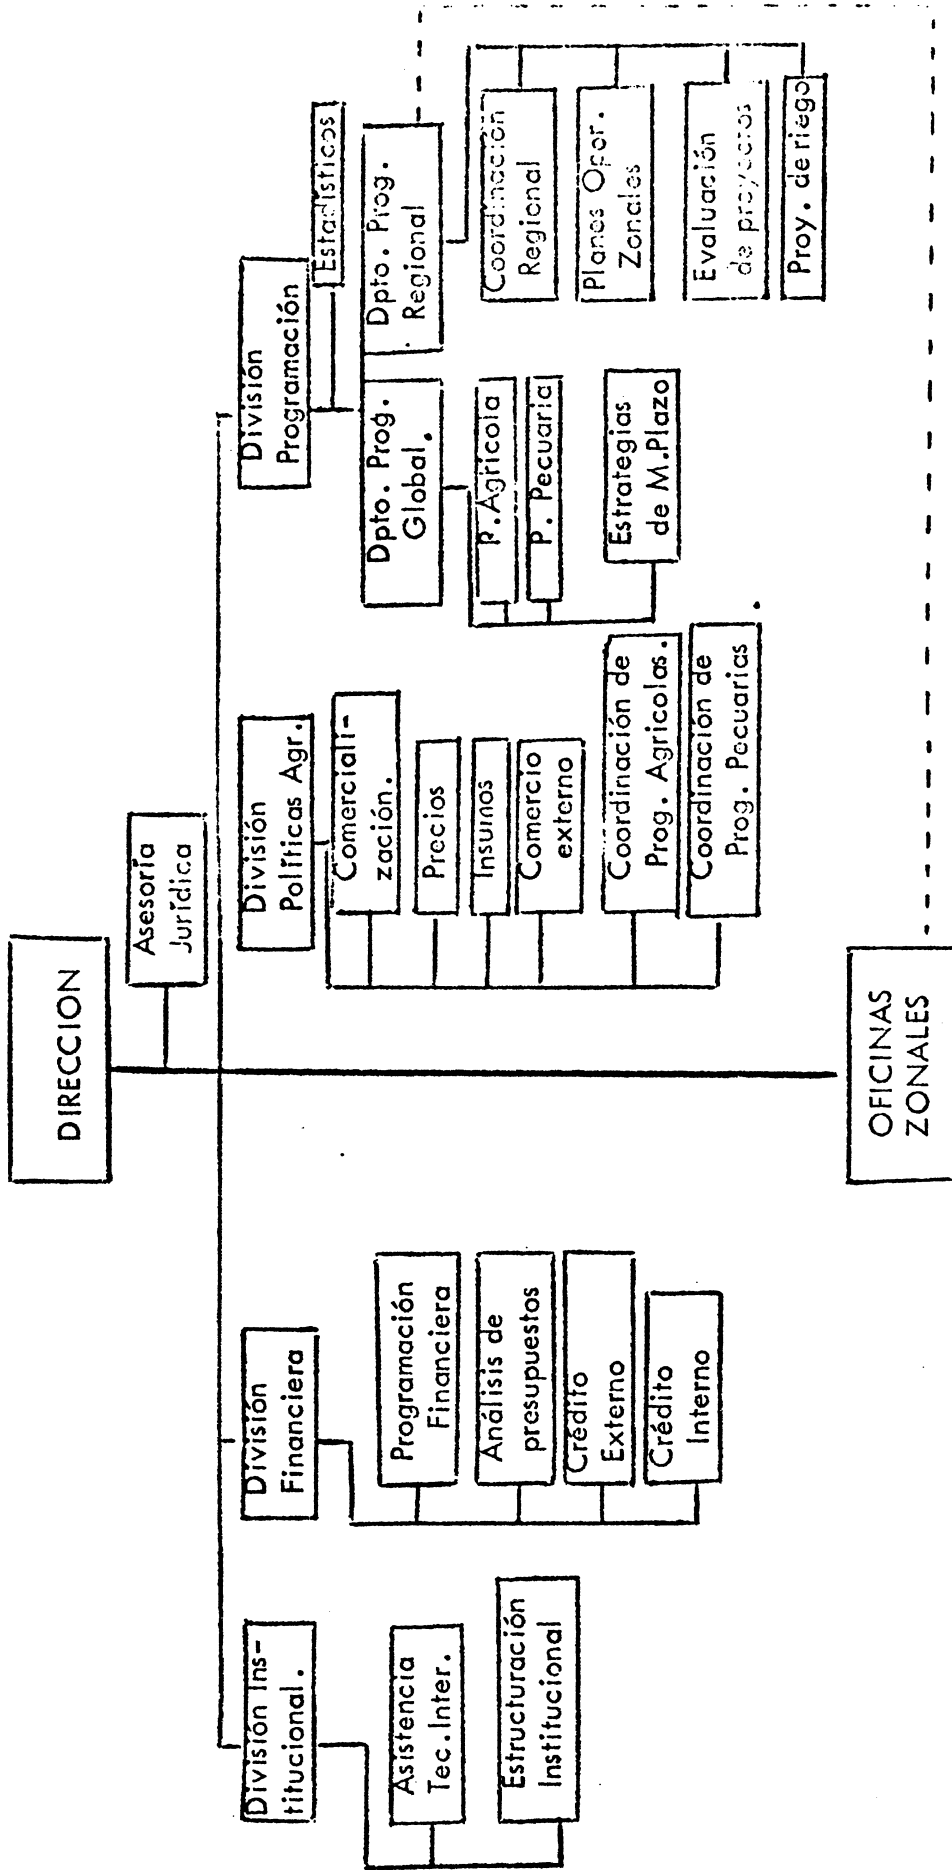 DIRECCION
Asesoría
Jurídica
División Ins-
titucional.
Asistencia
Tec.Inter.
Estructuración
Institucional
División
Financiera
Programación
Financiera
Análisis de
presupuestos
Crédito
Externo
Crédito
Interno
División
Políticas Agr.
Comerciali-
zación.
Precios
Insumos
Comercio
externo
Coordinación de
Prog. Agricolas.
Coordinación de
Prog. Pecuarias
División
Programación
Estadísticos
Dpto. Prog.
Global.
P. Agrícola
P. Pecuaria
Estrategias
de M.Plazo
Dpto. Prog.
Regional
Coordinación
Regional
Planes Oper.
Zonales
Evaluación
de proyectos
Proy. de riego
OFICINAS
ZONALES